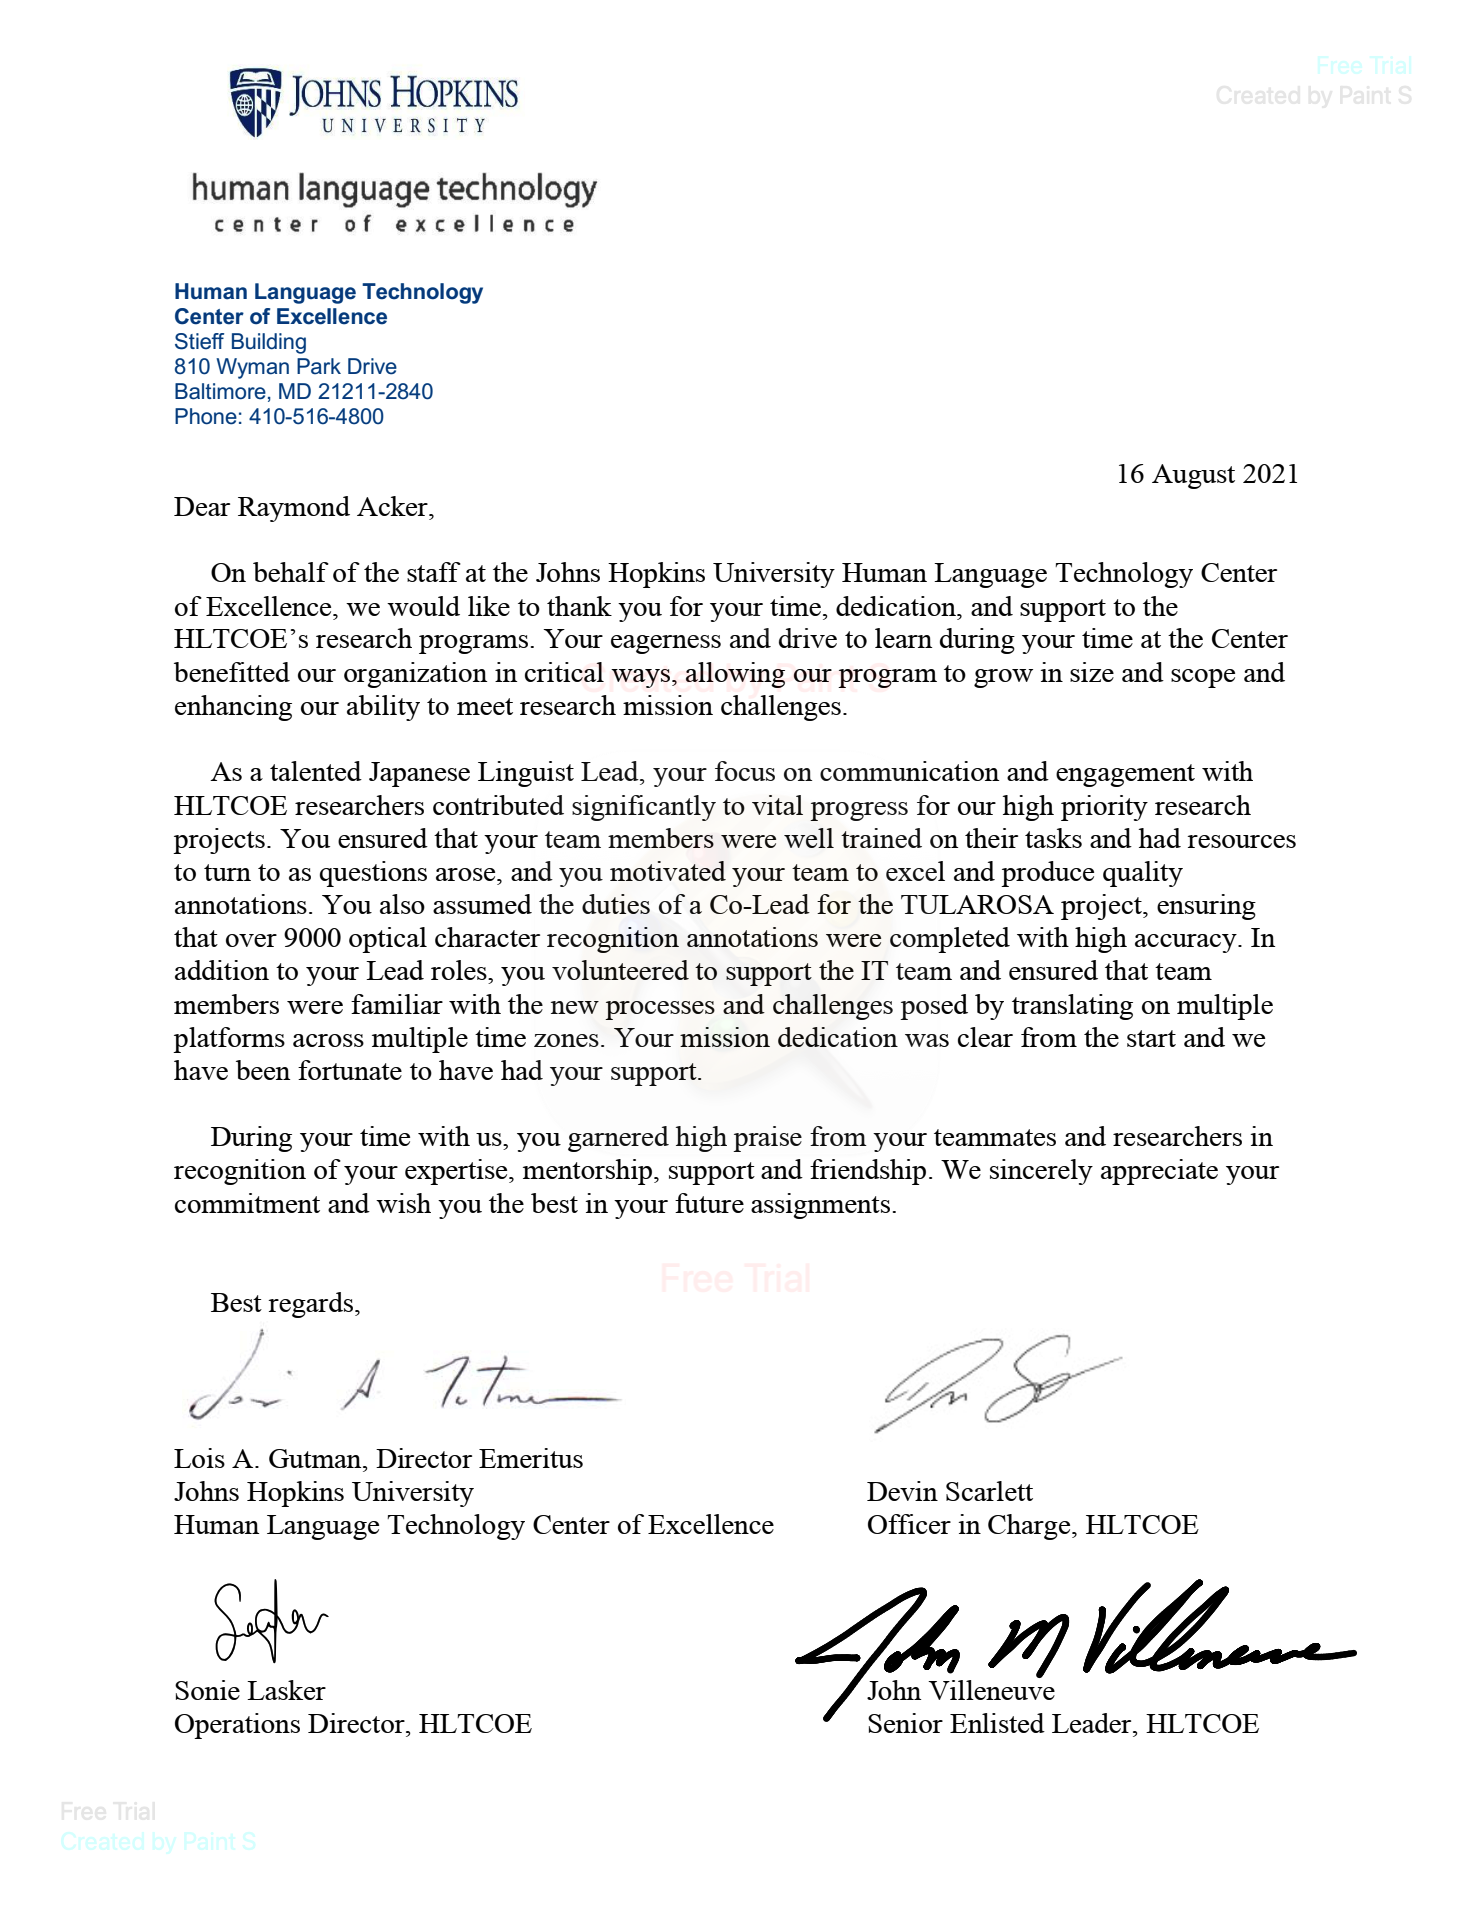 JOHNS HOPKINS
UNIVERSITY
Free Trial
Created by Paint S
human language technology
center of excellence
Human Language Technology
Center of Excellence
Stieff Building
810 Wyman Park Drive
Baltimore, MD 21211-2840
Phone: 410-516-4800
16 August 2021
Dear Raymond Acker,
On behalf of the staff at the Johns Hopkins University Human Language Technology Center
of Excellence, we would like to thank you for your time, dedication, and support to the
HLTCOE’s research programs. Your eagerness and drive to learn during your time at the Center
benefitted our organization in critical ways, allowing our program to grow in size and scope and
Created by Paint S
enhancing our ability to meet research mission challenges.
As a talented Japanese Linguist Lead, your focus on communication and engagement with
HLTCOE researchers contributed significantly to vital progress for our high priority research
projects. You ensured that your team members were well trained on their tasks and had resources
to turn to as questions arose, and you motivated your team to excel and produce quality
annotations. You also assumed the duties of a Co-Lead for the TULAROSA project, ensuring
that over 9000 optical character recognition annotations were completed with high accuracy. In
addition to your Lead roles, you volunteered to support the IT team and ensured that team
members were familiar with the new processes and challenges posed by translating on multiple
platforms across multiple time zones. Your mission dedication was clear from the start and we
have been fortunate to have had your support.
During your time with us, you garnered high praise from your teammates and researchers in
recognition of your expertise, mentorship, support and friendship. We sincerely appreciate your
commitment and wish you the best in your future assignments.
Free Trial
Best regards,
Lois A. Gutman, Director Emeritus
Johns Hopkins University
Human Language Technology Center of Excellence
Devin Scarlett
Officer in Charge, HLTCOE
John M Villeneuve
Sonie Lasker
Operations Director, HLTCOE
John Villeneuve
Senior Enlisted Leader, HLTCOE
Free Trial
Created by Paint S